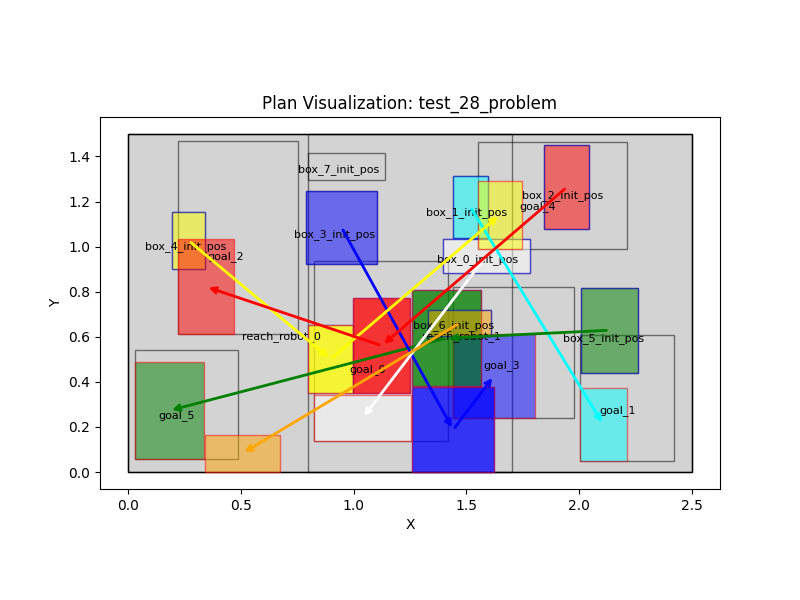 Plan Visualization: test_28_problem
Y
1.4
1.2
1.0
0.8
0.6
0.4
0.2
0.0
box_7_init_pos
box_2_init_pos
goal_4
box_1_init_pos
box_3_init_pos
box_4_init_pos
goal_2
box_0_init_pos
box_6_init_pos
reach_robot_0
reach_robot_1
box_5_init_pos
goal_3
goal_5
goal_1
0.0
0.5
1.0
1.5
2.0
2.5
X